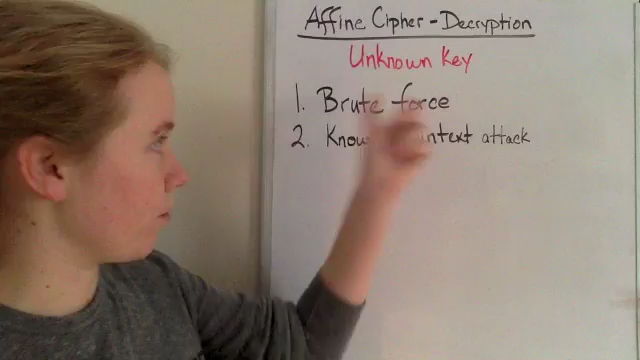 Affine Cipher - Decryption
Unknown Key
1. Brute force
2. attack